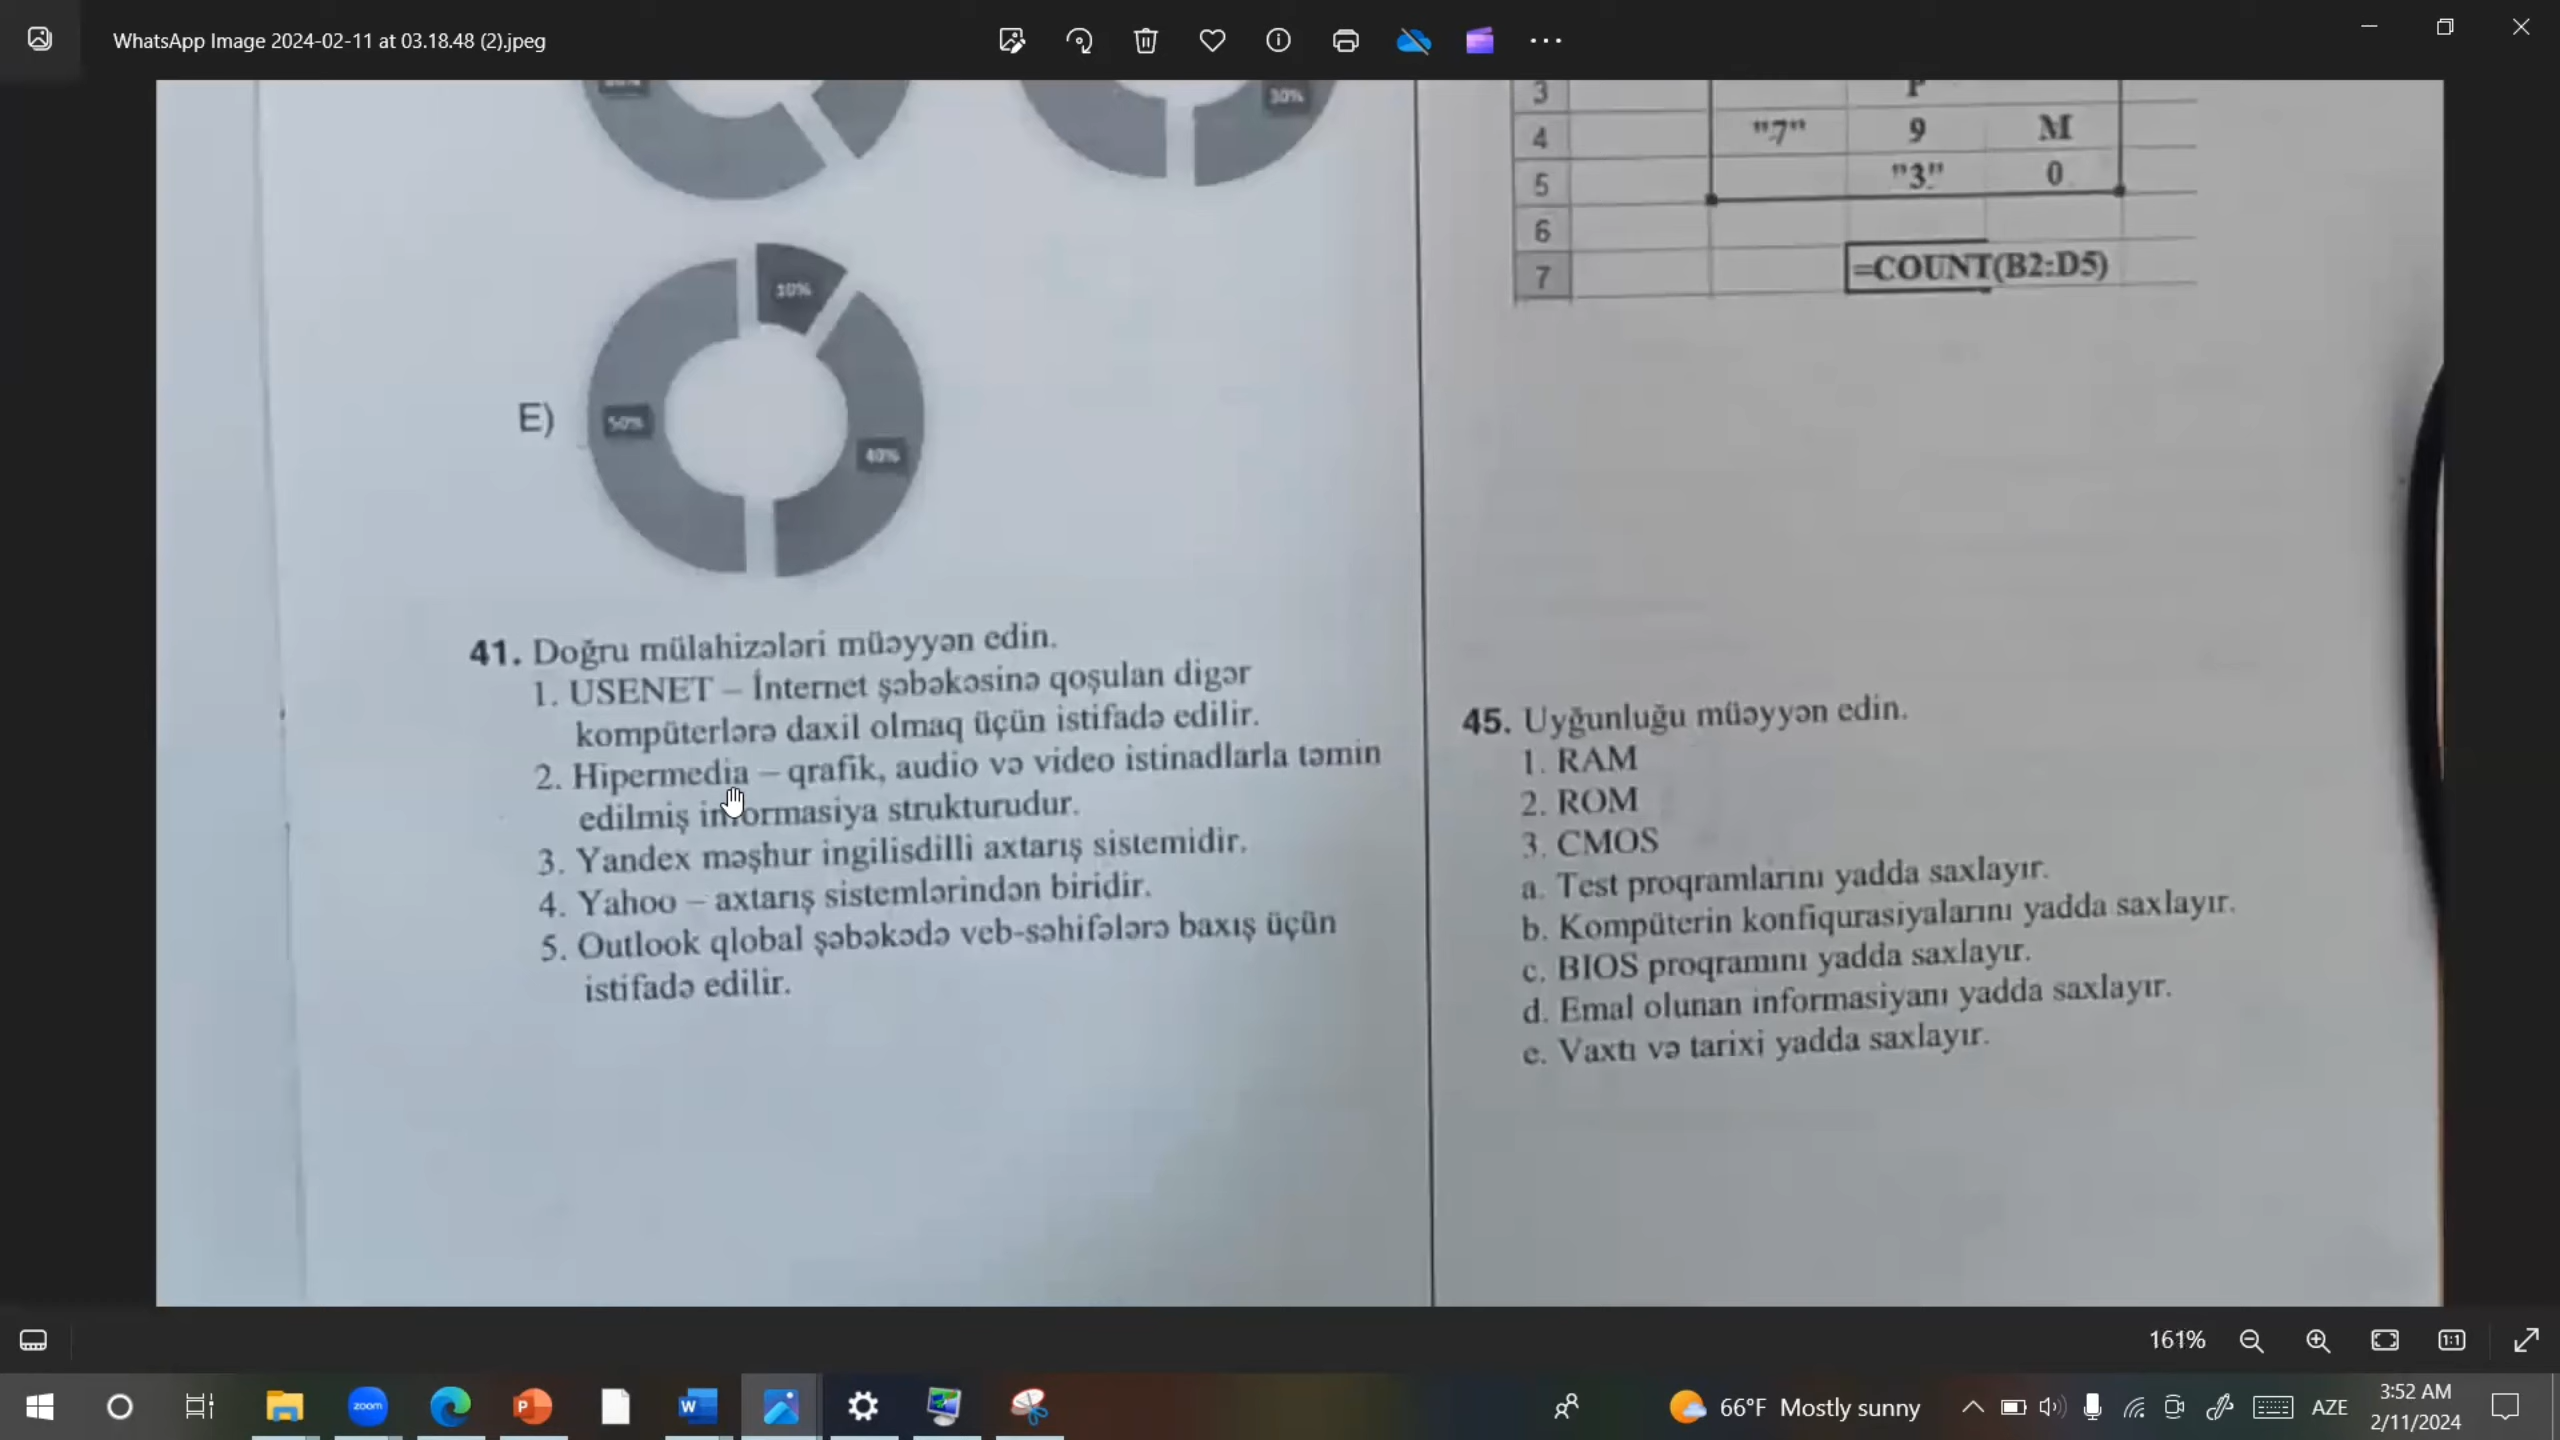 WhatsApp Image 2024-02-11 at 03.18.48 (2).jpeg
30%
10%
50%
40%
E)
41. Doğru mülahizələri müəyyən edin.
1. USENET – İnternet şəbəkəsinə qoşulan digər
kompüterlərə daxil olmaq üçün istifadə edilir.
2. Hipermedia – qrafik, audio və video istinadlarla təmin
edilmiş informasiya strukturudur.
3. Yandex məşhur ingilisdilli axtarış sistemidir.
4. Yahoo – axtarış sistemlərindən biridir.
5. Outlook qlobal şəbəkədə veb-səhifələrə baxış üçün
istifadə edilir.
3 P
4 "7" 9 M
5 "3" 0
6
7 =COUNT(B2:D5)
45. Uyğunluğu müəyyən edin.
1. RAM
2. ROM
3. CMOS
a. Test proqramlarını yadda saxlayır.
b. Kompüterin konfiqurasiyalarını yadda saxlayır.
c. BIOS proqramını yadda saxlayır.
d. Emal olunan informasiyanı yadda saxlayır.
e. Vaxtı və tarixi yadda saxlayır.
161%
1:1
zoom
66°F Mostly sunny
AZE
3:52 AM
2/11/2024